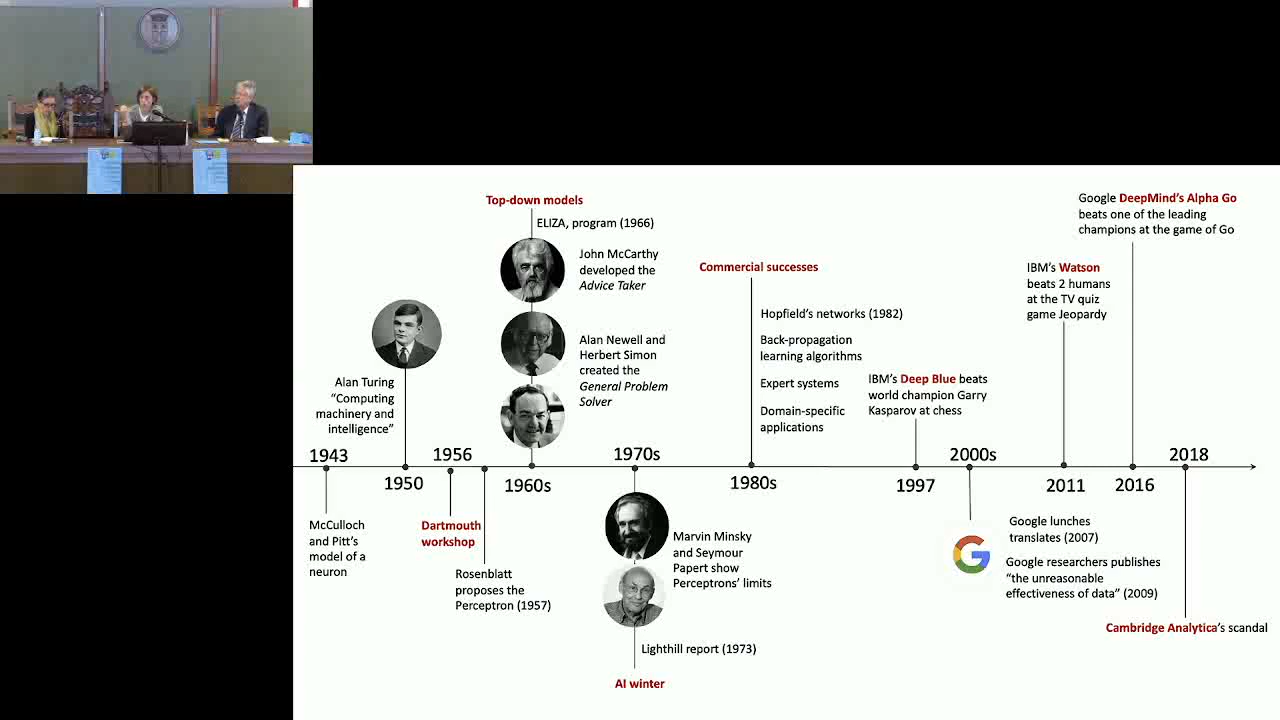 Top-down models
ELIZA, program (1966)
John McCarthy
developed the
Advice Taker
Alan Newell and
Herbert Simon
created the
General Problem
Solver
Alan Turing
“Computing
machinery and
intelligence”
Commercial successes
Hopfield’s networks (1982)
Back-propagation
learning algorithms
Expert systems
Domain-specific
applications
IBM’s Deep Blue beats
world champion Garry
Kasparov at chess
IBM’s Watson
beats 2 humans
at the TV quiz
game Jeopardy
Google DeepMind’s Alpha Go
beats one of the leading
champions at the game of Go
1943
1950
1956
1960s
1970s
1980s
1997
2000s
2011
2016
2018
McCulloch
and Pitt’s
model of a
neuron
Dartmouth
workshop
Rosenblatt
proposes the
Perceptron (1957)
Marvin Minsky
and Seymour
Papert show
Perceptrons’ limits
Lighthill report (1973)
AI winter
Google lunches
translates (2007)
Google researchers publishes
“the unreasonable
effectiveness of data” (2009)
Cambridge Analytica’s scandal